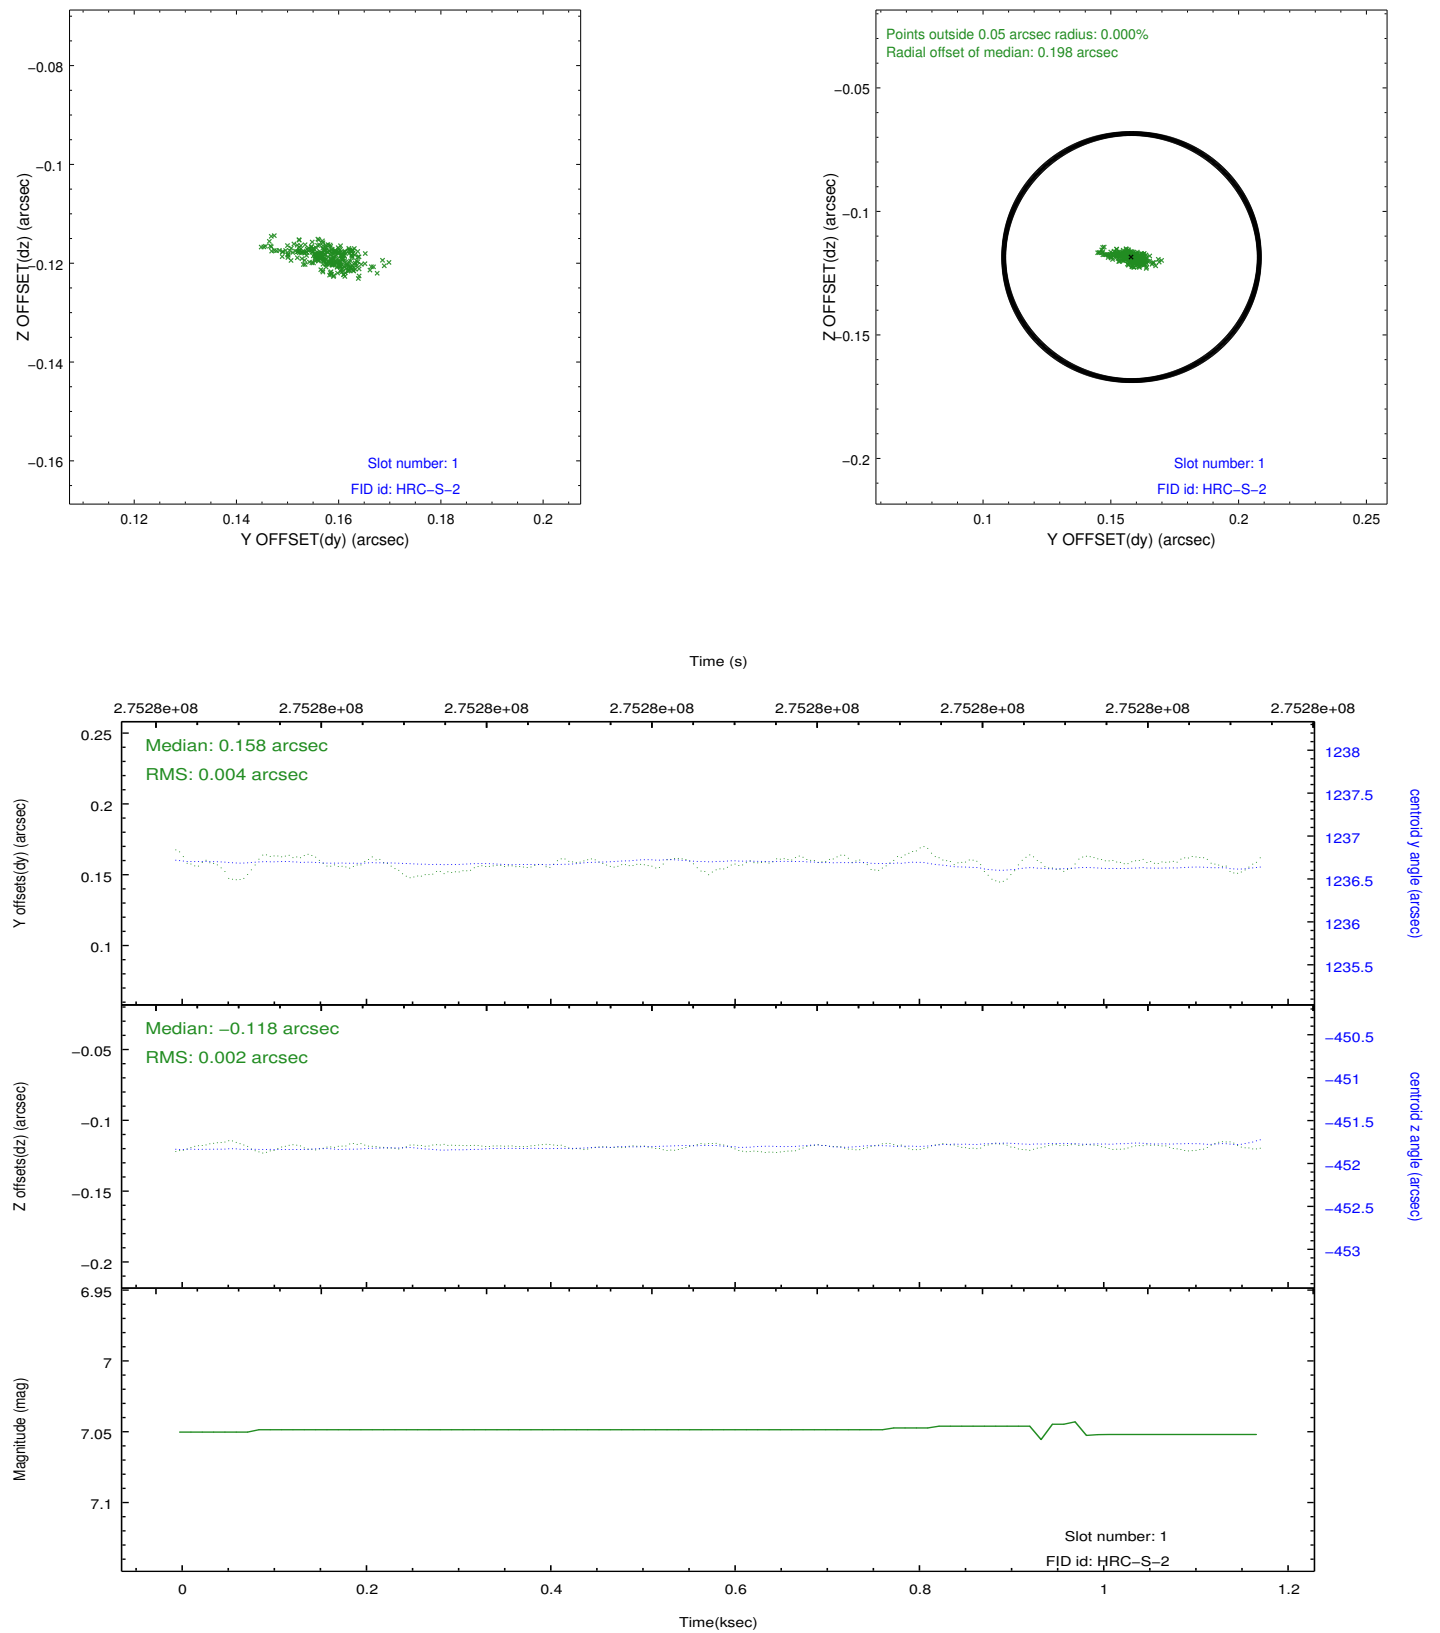 −0.08
−0.1
−0.12
−0.14
−0.16
Z OFFSET(dz) (arcsec)
Slot number: 1
FID id: HRC−S−2
0.12 0.14 0.16 0.18 0.2
Y OFFSET(dy) (arcsec)
Points outside 0.05 arcsec radius: 0.000%
Radial offset of median: 0.198 arcsec
−0.05
−0.1
−0.15
−0.2
Z OFFSET(dz) (arcsec)
Slot number: 1
FID id: HRC−S−2
0.1 0.15 0.2 0.25
Y OFFSET(dy) (arcsec)
Time (s)
2.7528e+08 2.7528e+08 2.7528e+08 2.7528e+08 2.7528e+08 2.7528e+08 2.7528e+08 2.7528e+08
Median: 0.158 arcsec
RMS: 0.004 arcsec
0.25
0.2
0.15
0.1
Y offsets(dy) (arcsec)
1238
1237.5
1237
1236.5
1236
1235.5
centroid y angle (arcsec)
Median: −0.118 arcsec
RMS: 0.002 arcsec
−0.05
−0.1
−0.15
−0.2
Z offsets(dz) (arcsec)
−450.5
−451
−451.5
−452
−452.5
−453
centroid z angle (arcsec)
6.95
7
7.05
7.1
Magnitude (mag)
Slot number: 1
FID id: HRC−S−2
0 0.2 0.4 0.6 0.8 1 1.2
Time(ksec)